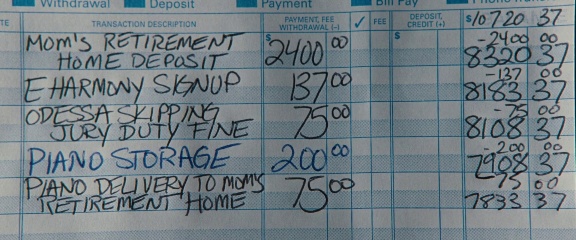 Withdrawal Deposit Payment Bill Pay
TRANSACTION DESCRIPTION PAYMENT, FEE WITHDRAWAL (–) ✓ FEE DEPOSIT, CREDIT (+) $10720 37
MOM'S RETIREMENT $ 2400 00 $ -2400 00
HOME DEPOSIT 8320 37
EHARMONY SIGNUP 137 00 -137 00
8183 37
ODESSA SKIPPING 75 00 -75 00
JURY DUTY FINE 8108 37
PIANO STORAGE 200 00 -200 00
7908 37
PIANO DELIVERY TO MOM'S 75 00 75 00
RETIREMENT HOME 7833 37